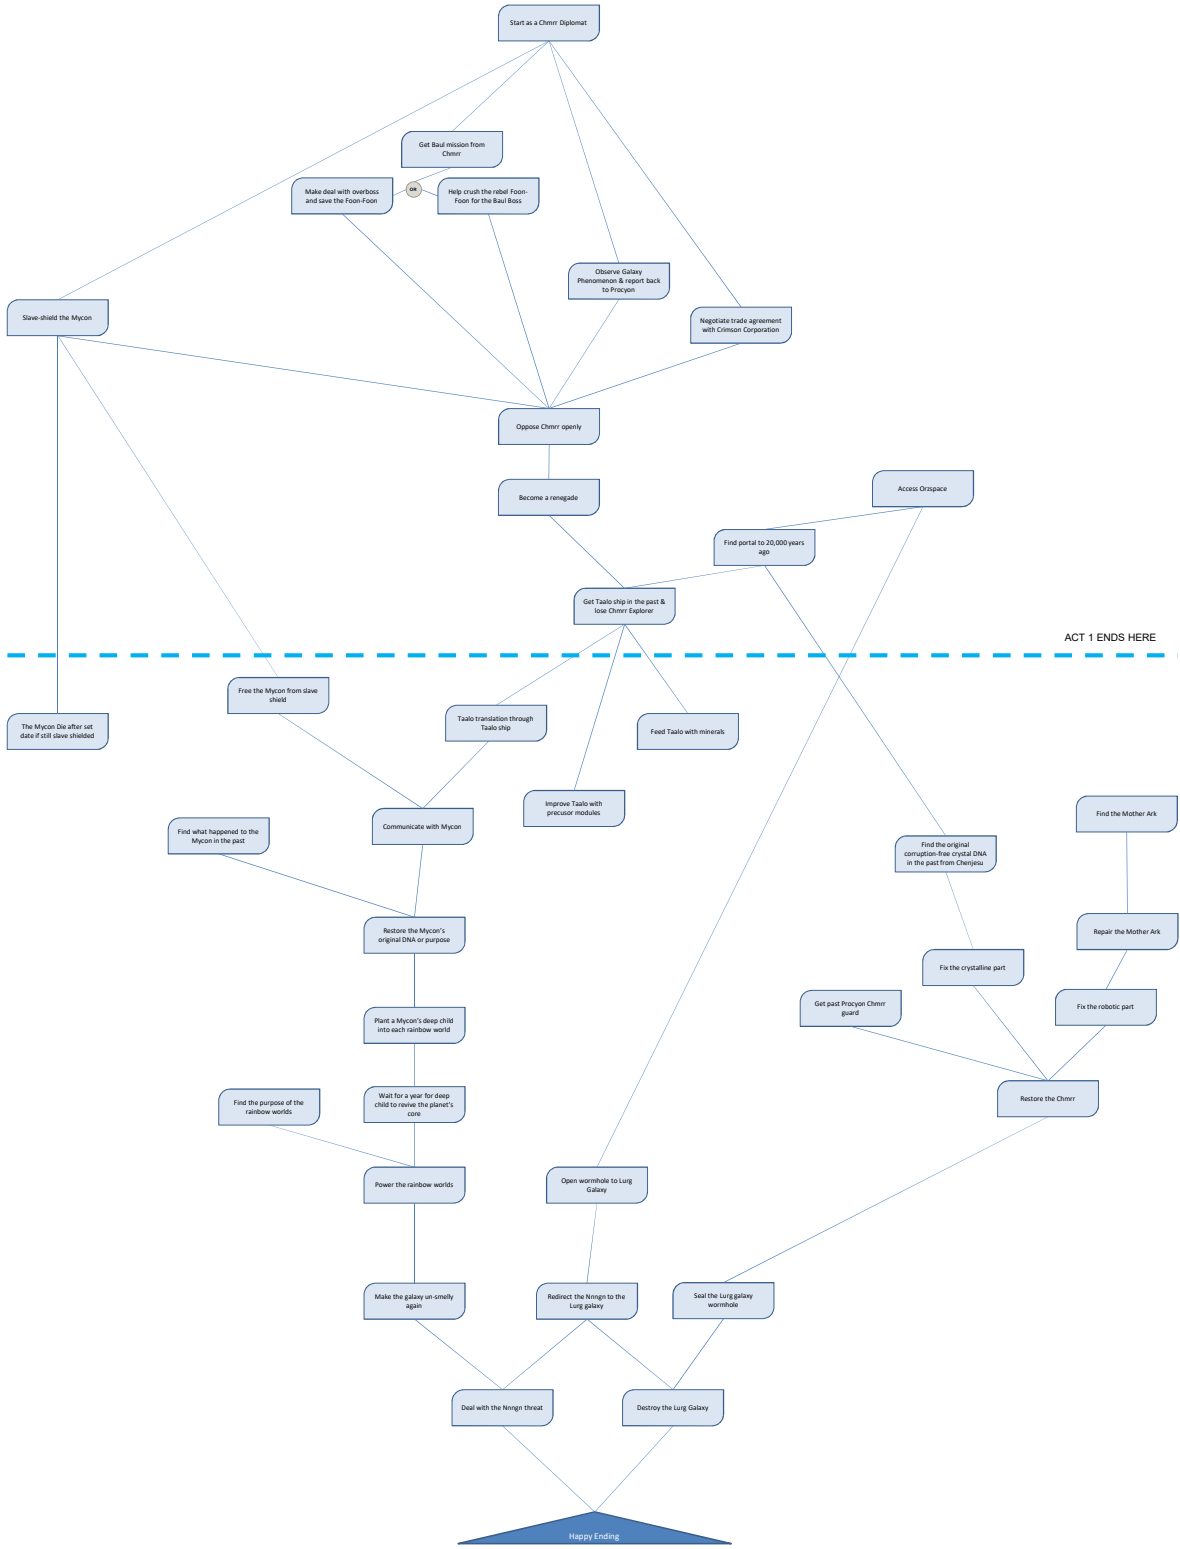 Start as a Chmrr Diplomat
Get Baul mission from
Chmrr
Make deal with overboss
and save the Foon-Foon
OR
Help crush the rebel Foon-
Foon for the Baul Boss
Observe Galaxy
Phenomenon & report back
to Procyon
Slave-shield the Mycon
Negotiate trade agreement
with Crimson Corporation
Oppose Chmrr openly
Become a renegade
Access Orzspace
Find portal to 20,000 years
ago
Get Taalo ship in the past &
lose Chmrr Explorer
ACT 1 ENDS HERE
Free the Mycon from slave
shield
The Mycon Die after set
date if still slave shielded
Taalo translation through
Taalo ship
Feed Taalo with minerals
Improve Taalo with
precusor modules
Communicate with Mycon
Find what happened to the
Mycon in the past
Find the Mother Ark
Find the original
corruption-free crystal DNA
in the past from Chenjesu
Restore the Mycon's
original DNA or purpose
Repair the Mother Ark
Fix the crystalline part
Get past Procyon Chmrr
guard
Fix the robotic part
Plant a Mycon's deep child
into each rainbow world
Find the purpose of the
rainbow worlds
Wait for a year for deep
child to revive the planet's
core
Restore the Chmrr
Power the rainbow worlds
Open wormhole to Lurg
Galaxy
Make the galaxy un-smelly
again
Redirect the Nnngn to the
Lurg galaxy
Seal the Lurg galaxy
wormhole
Deal with the Nnngn threat
Destroy the Lurg Galaxy
Happy Ending